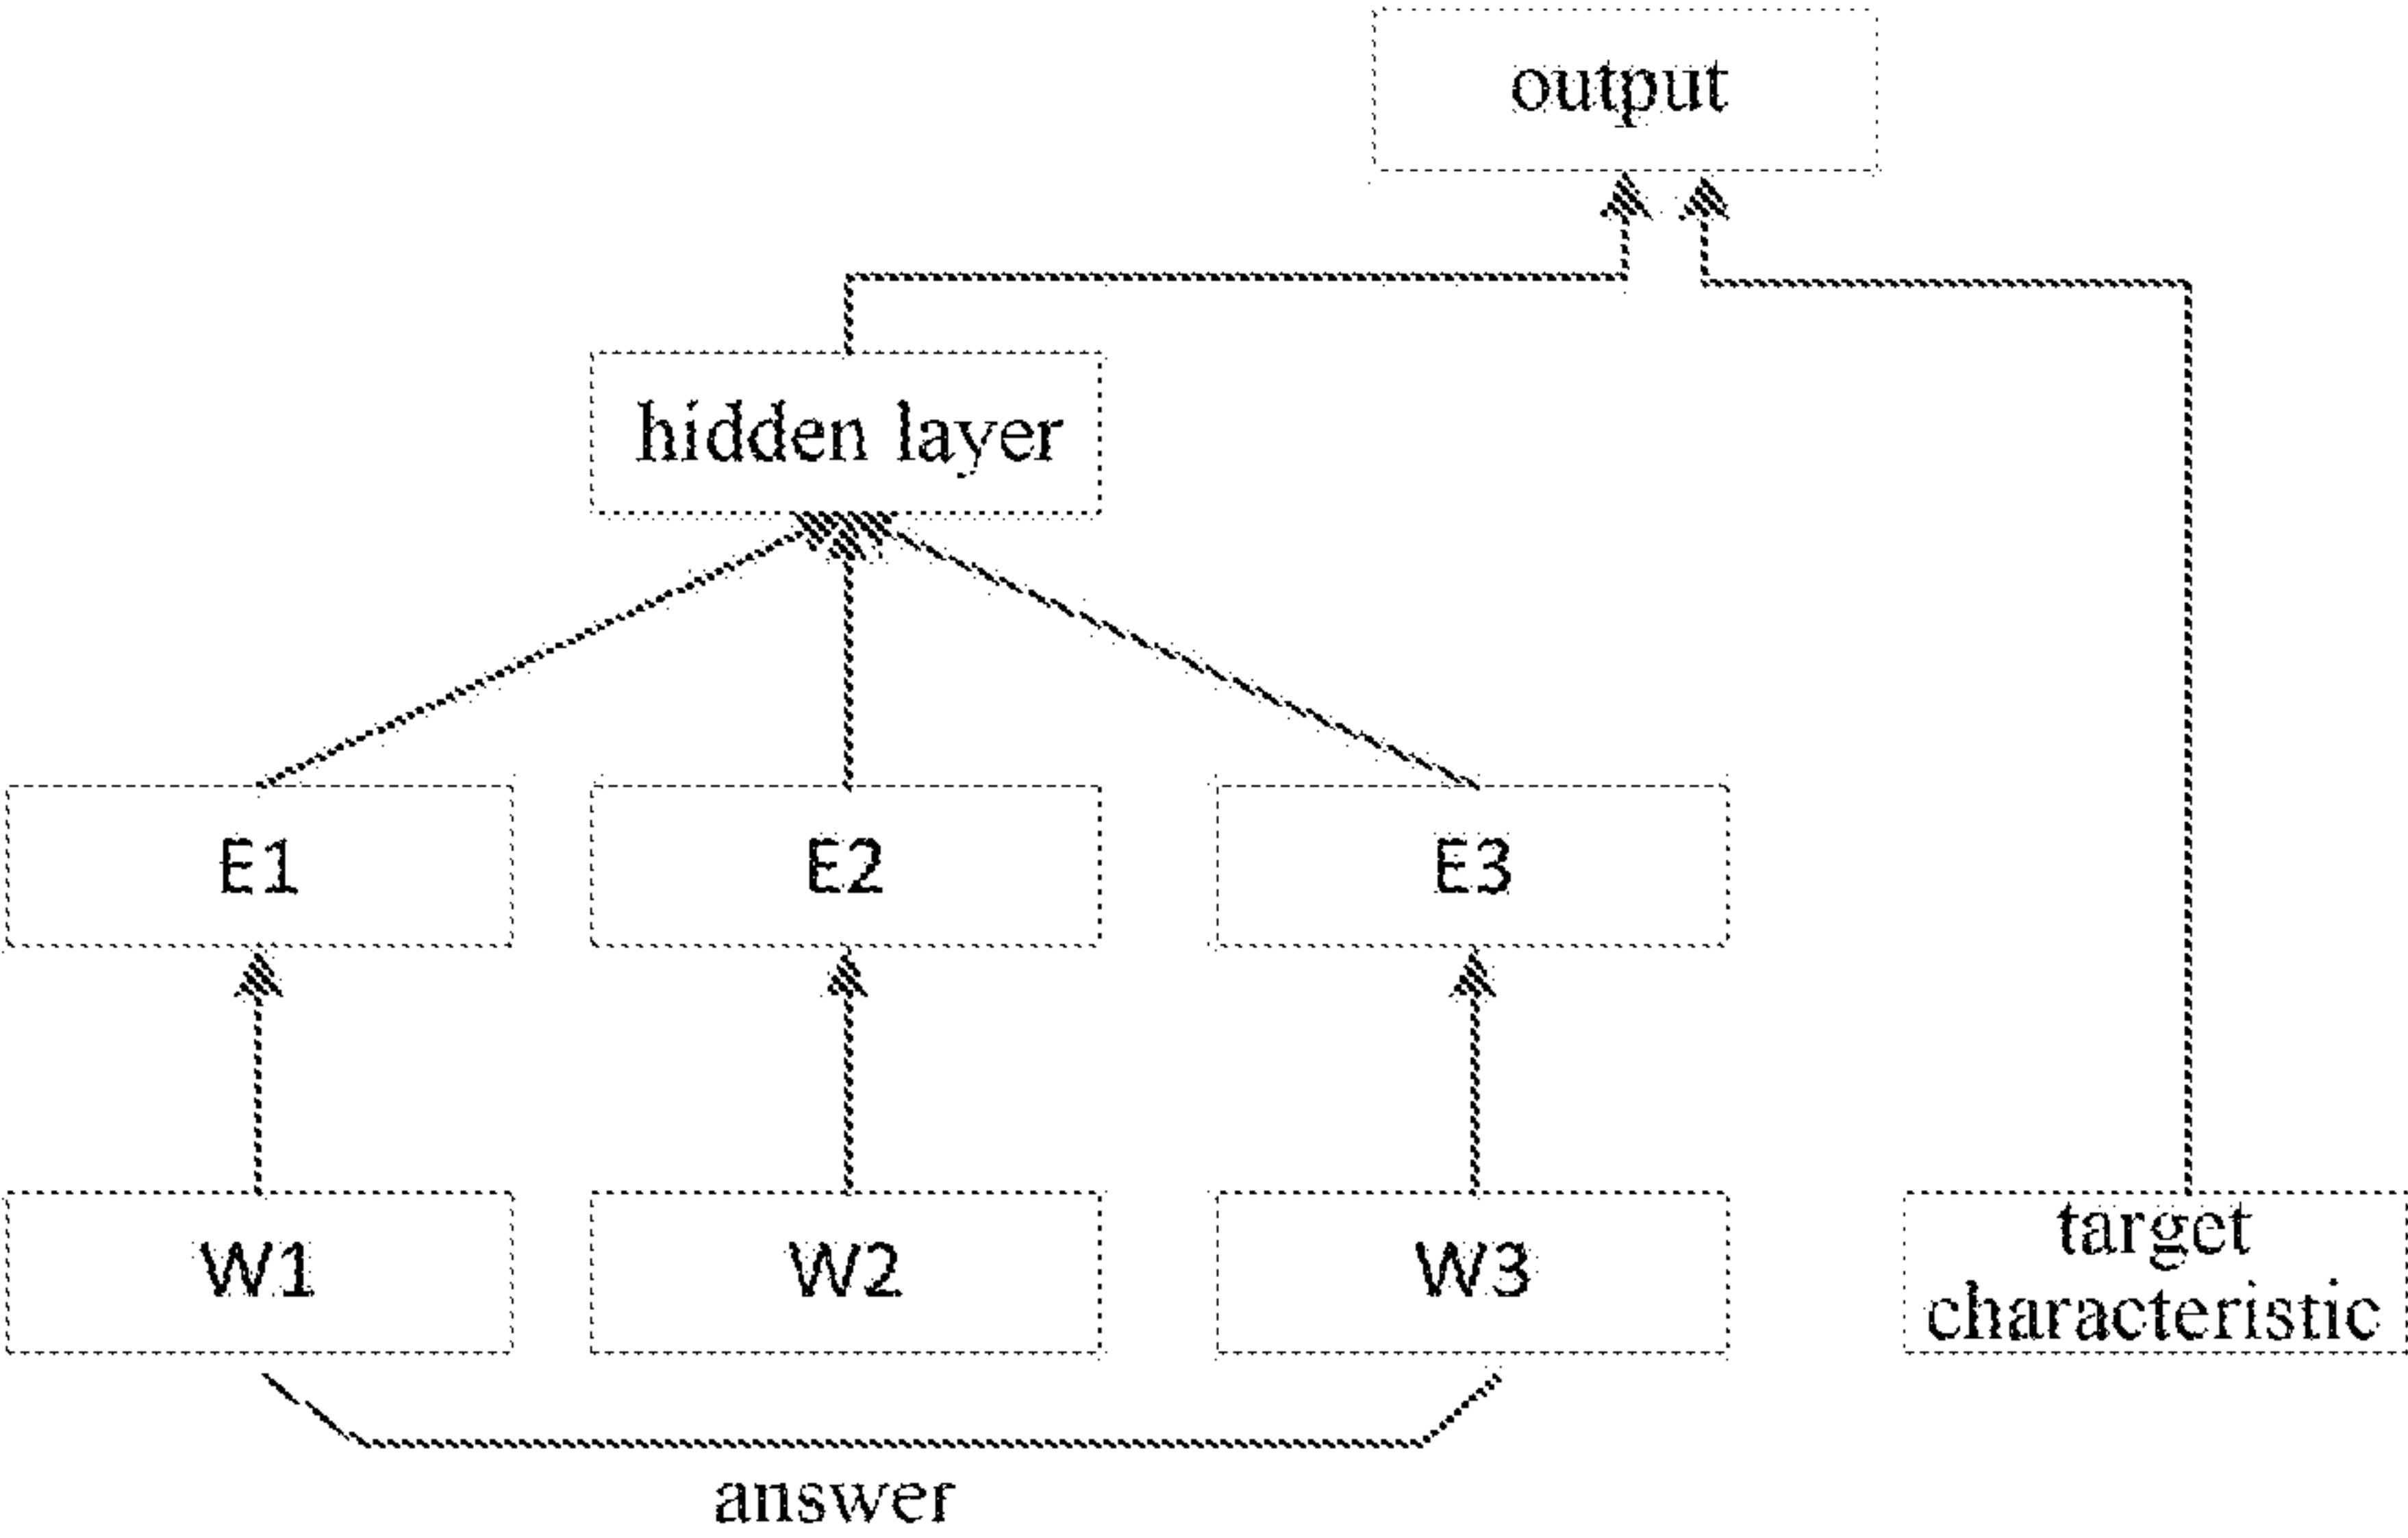 output
hidden layer
E1
E2
E3
W1
W2
W3
target
characteristic
answer